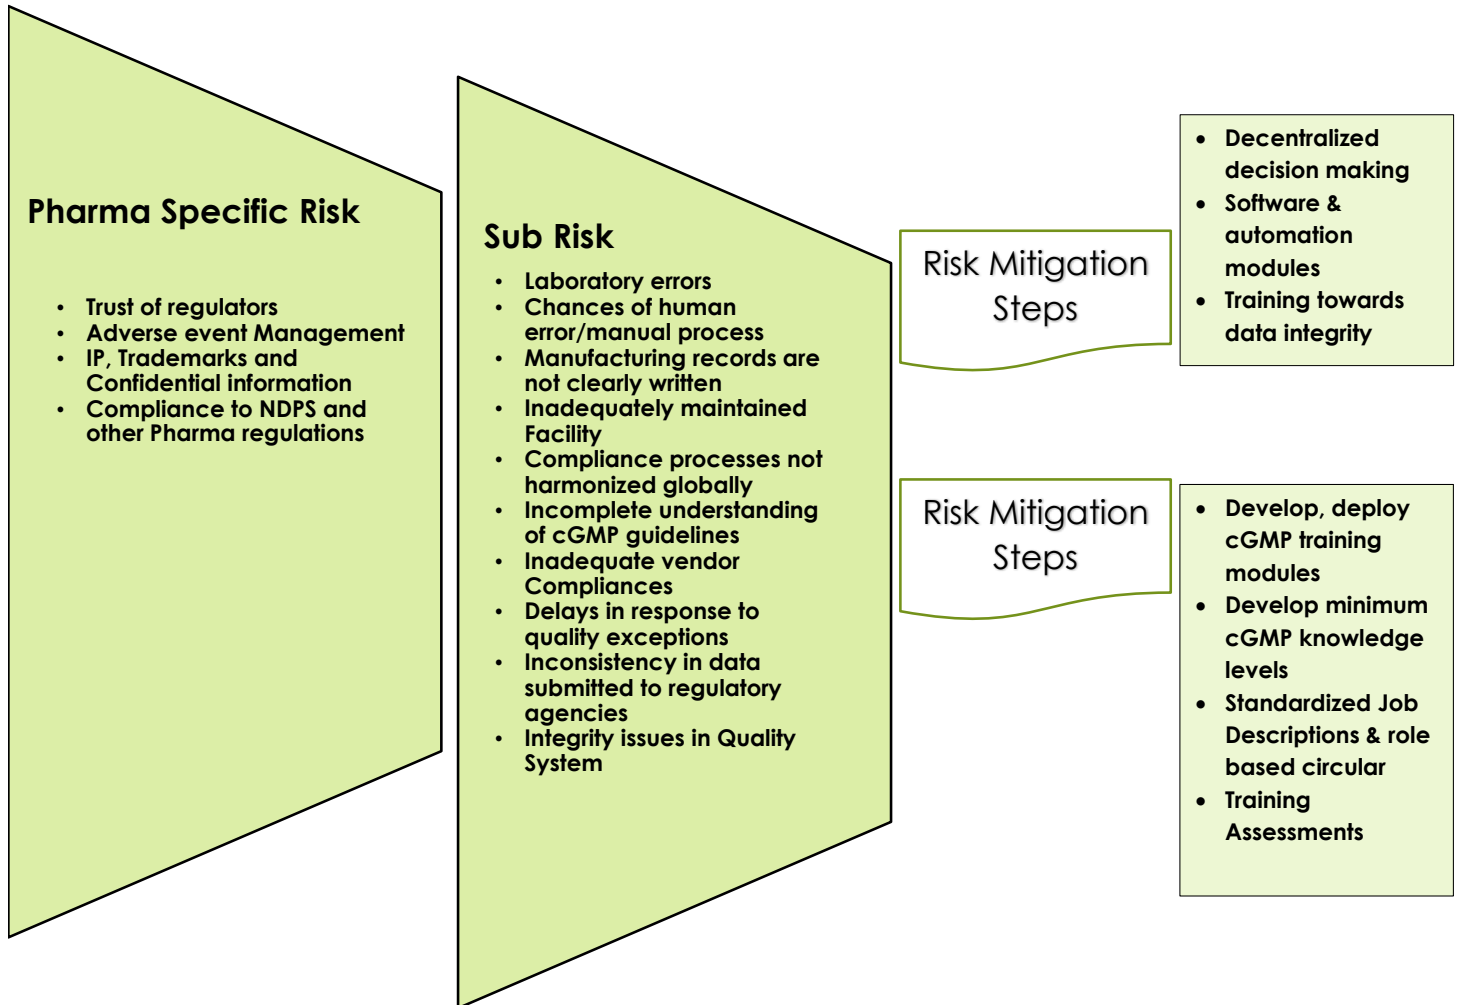 Pharma Specific Risk
• Trust of regulators
• Adverse event Management
• IP, Trademarks and
Confidential information
• Compliance to NDPS and
other Pharma regulations
Sub Risk
• Laboratory errors
• Chances of human
error/manual process
• Manufacturing records are
not clearly written
• Inadequately maintained
Facility
• Compliance processes not
harmonized globally
• Incomplete understanding
of cGMP guidelines
• Inadequate vendor
Compliances
• Delays in response to
quality exceptions
• Inconsistency in data
submitted to regulatory
agencies
• Integrity issues in Quality
System
Risk Mitigation
Steps
• Decentralized
decision making
• Software &
automation
modules
• Training towards
data integrity
Risk Mitigation
Steps
• Develop, deploy
cGMP training
modules
• Develop minimum
cGMP knowledge
levels
• Standardized Job
Descriptions & role
based circular
• Training
Assessments